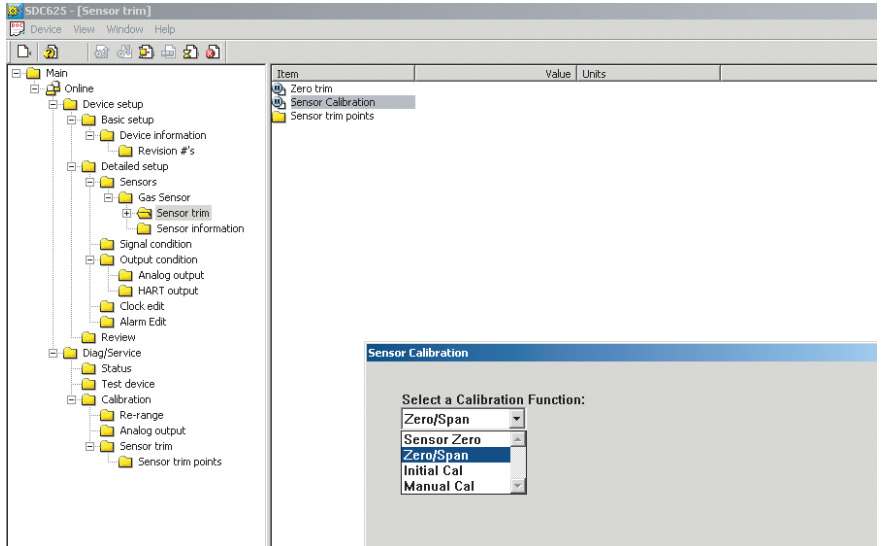 SDC625 - [Sensor trim]
Device View Window Help
Main
Online
Device setup
Basic setup
Device information
Revision #'s
Detailed setup
Sensors
Gas Sensor
Sensor trim
Sensor information
Signal condition
Output condition
Analog output
HART output
Clock edit
Alarm Edit
Review
Diag/Service
Status
Test device
Calibration
Re-range
Analog output
Sensor trim
Sensor trim points
Item Value Units
Zero trim
Sensor Calibration
Sensor trim points
Sensor Calibration
Select a Calibration Function:
Zero/Span
Sensor Zero
Zero/Span
Initial Cal
Manual Cal